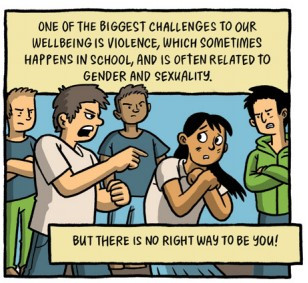 ONE OF THE BIGGEST CHALLENGES TO OUR
WELLBEING IS VIOLENCE, WHICH SOMETIMES
HAPPENS IN SCHOOL, AND IS OFTEN RELATED TO
GENDER AND SEXUALITY.
BUT THERE IS NO RIGHT WAY TO BE YOU!